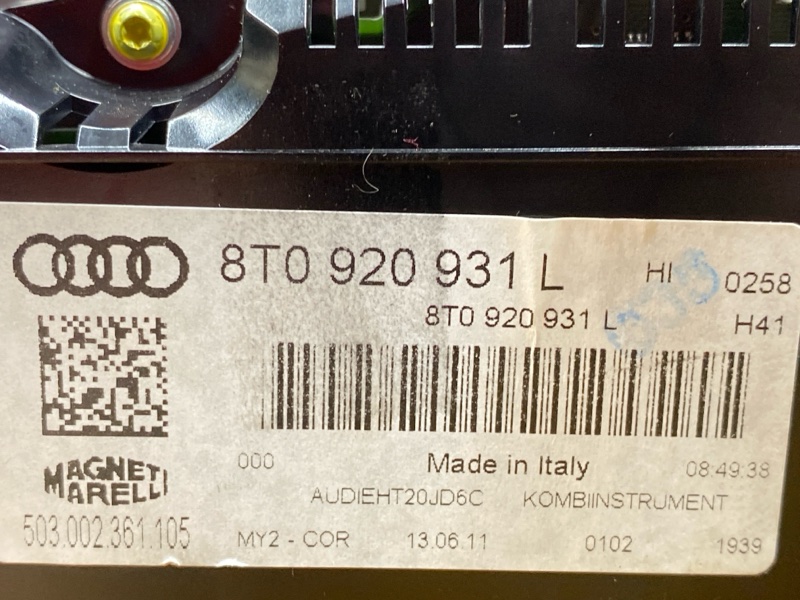 8T0 920 931 L HI 0258
8T0 920 931 L H41
000 Made in Italy 08:49:38
MAGNETI
MARELLI
AUDIEHT20JD6C KOMBIINSTRUMENT
503.002.361.105 MY2 - COR 13.06.11 0102 1939